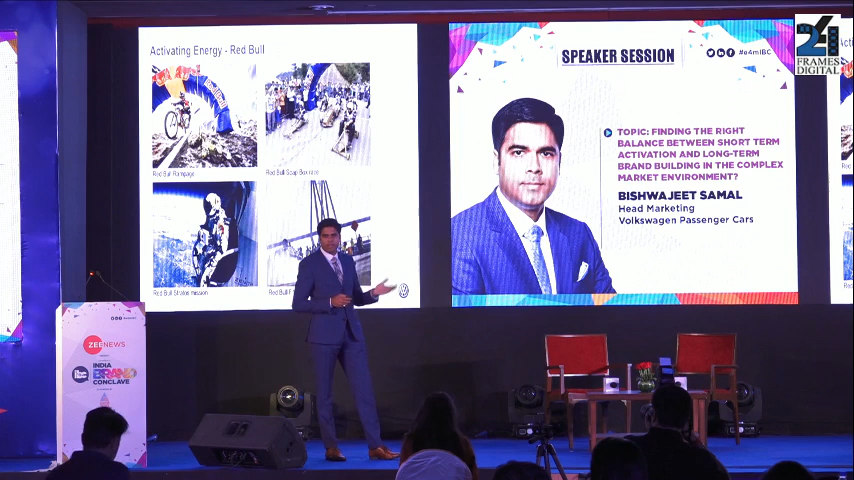 Activating Energy - Red Bull
Red Bull Rampage
Red Bull Soap Box race
Red Bull Stratos mission
Red Bull
SPEAKER SESSION
#e4mIBC
TOPIC: FINDING THE RIGHT
BALANCE BETWEEN SHORT TERM
ACTIVATION AND LONG-TERM
BRAND BUILDING IN THE COMPLEX
MARKET ENVIRONMENT?
BISHWAJEET SAMAL
Head Marketing
Volkswagen Passenger Cars
24
FRAMES
DIGITAL
ZEE NEWS
INDIA
BRAND
CONCLAVE